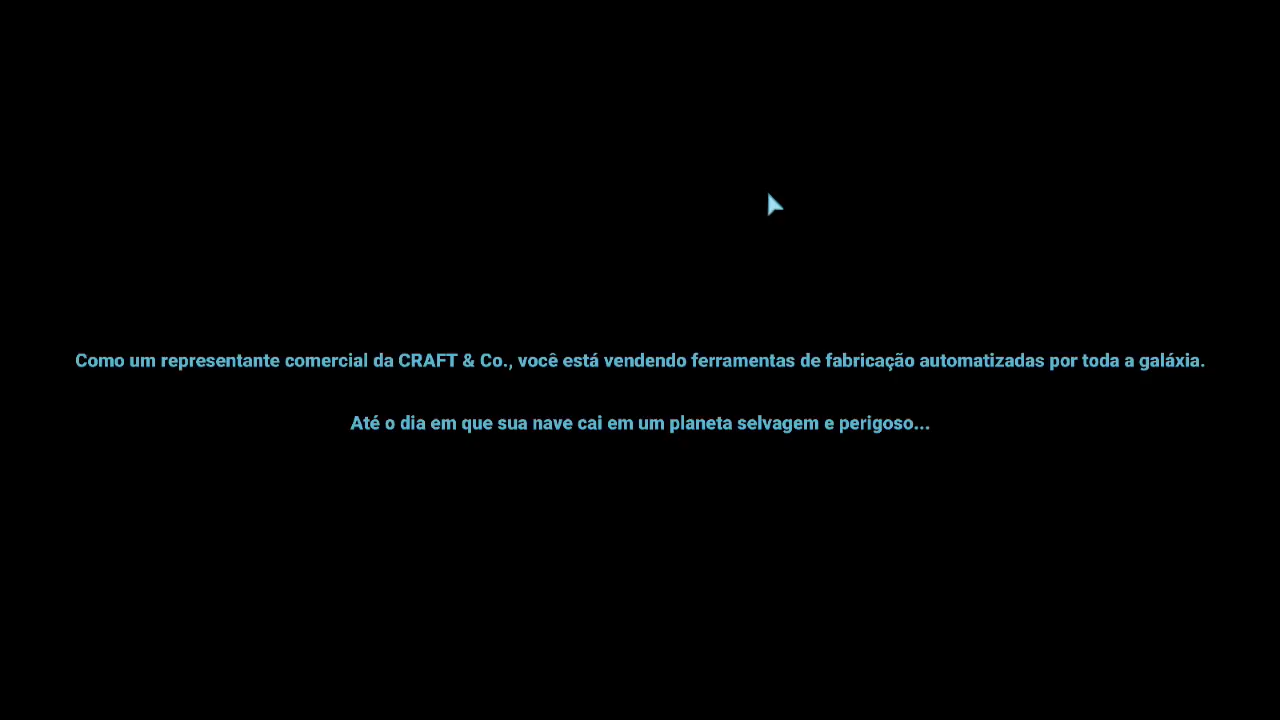 Como um representante comercial da CRAFT & Co., você está vendendo ferramentas de fabricação automatizadas por toda a galáxia.
Até o dia em que sua nave cai em um planeta selvagem e perigoso...